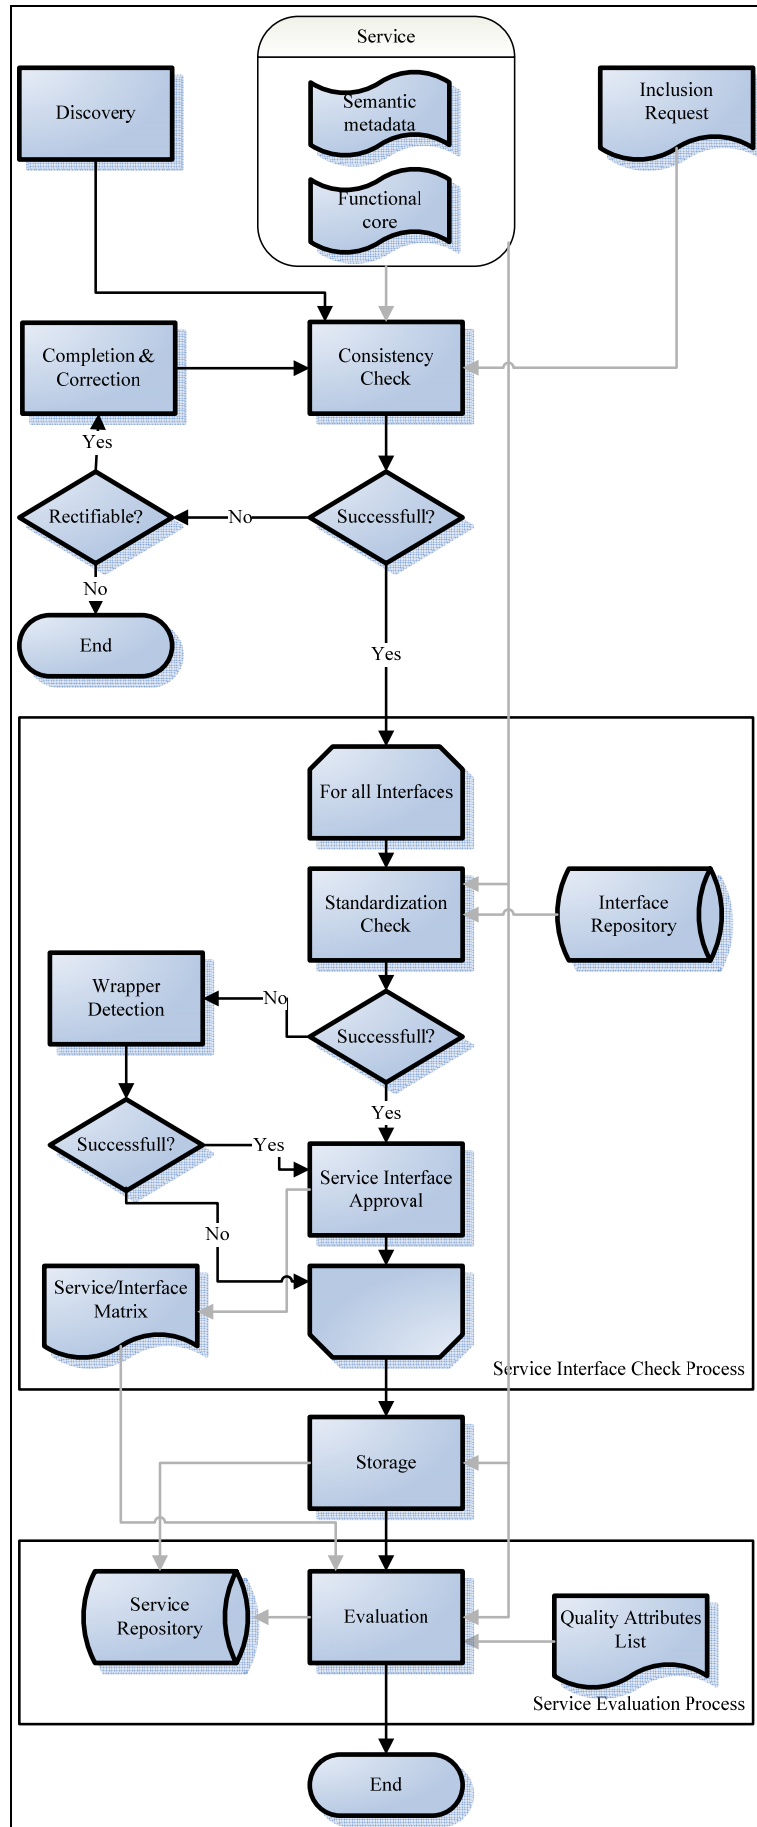 Service
Discovery
Semantic
metadata
Inclusion
Request
Functional
core
Completion &
Correction
Consistency
Check
Yes
Rectifiable?
No
Successfull?
No
End
Yes
For all Interfaces
Standardization
Check
Interface
Repository
Wrapper
Detection
No
Successfull?
Yes
Successfull?
Yes
Service Interface
Approval
No
Service/Interface
Matrix
Service Interface Check Process
Storage
Service
Repository
Evaluation
Quality Attributes
List
Service Evaluation Process
End